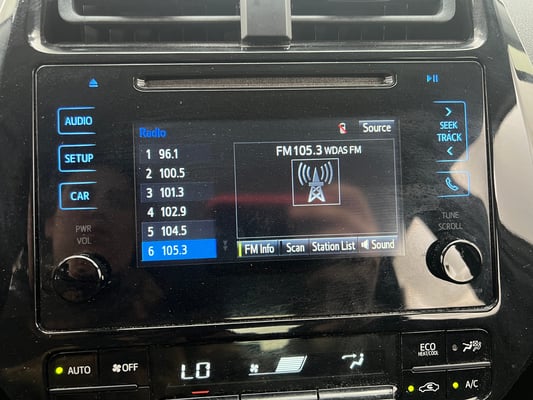 AUDIO
SETUP
CAR
PWR
VOL
Radio
Source
1 96.1
2 100.5
3 101.3
4 102.9
5 104.5
6 105.3
FM 105.3 WDAS FM
FM Info
Scan
Station List
Sound
SEEK
TRACK
TUNE
SCROLL
AUTO
OFF
LO
ECO
HEAT/COOL
A/C